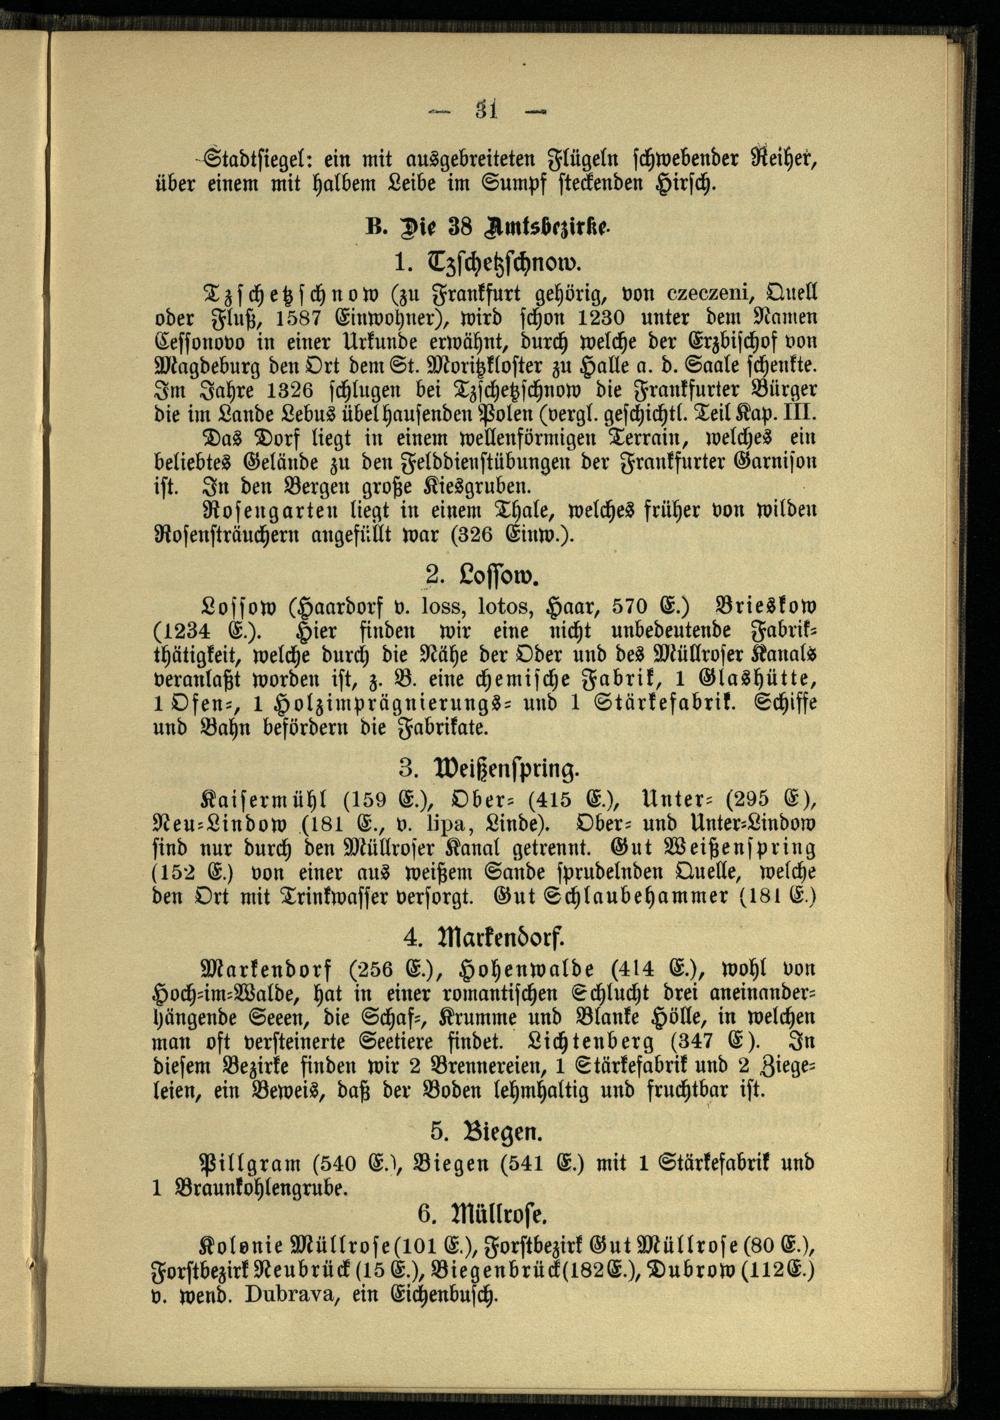 — 31 —
Stadtsiegel: ein mit ausgebreiteten Flügeln schwebender Reiher,
über einem mit halbem Leibe im Sumpf steckenden Hirsch.
B. Die 38 Amtsbezirke.
1. Tzschetzschnow.
Tzschetzschnow (zu Frankfurt gehörig, von czeczeni, Quell
oder Fluß, 1587 Einwohner), wird schon 1230 unter dem Namen
Cessonovo in einer Urkunde erwähnt, durch welche der Erzbischof von
Magdeburg den Ort dem St. Moritzkloster zu Halle a. d. Saale schenkte.
Im Jahre 1326 schlugen bei Tzschetzschnow die Frankfurter Bürger
die im Lande Lebus übel hausenden Polen (vergl. geschichtl. Teil Kap. III.
Das Dorf liegt in einem wellenförmigen Terrain, welches ein
beliebtes Gelände zu den Felddienstübungen der Frankfurter Garnison
ist. In den Bergen große Kiesgruben.
Rosengarten liegt in einem Thale, welches früher von wilden
Rosensträuchern angefüllt war (326 Einw.).
2. Lossow.
Lossow (Haardorf v. loss, lotos, Haar, 570 E.) Brieskow
(1234 E.). Hier finden wir eine nicht unbedeutende Fabrik-
thätigkeit, welche durch die Nähe der Oder und des Müllroser Kanals
veranlaßt worden ist, z. B. eine chemische Fabrik, 1 Glashütte,
1 Ofen-, 1 Holzimprägnierungs- und 1 Stärkefabrik. Schiffe
und Bahn befördern die Fabrikate.
3. Weißenspring.
Kaisermühl (159 E.), Ober- (415 E.), Unter- (295 E),
Neu-Lindow (181 E., v. lipa, Linde). Ober- und Unter-Lindow
sind nur durch den Müllroser Kanal getrennt. Gut Weißenspring
(152 E.) von einer aus weißem Sande sprudelnden Quelle, welche
den Ort mit Trinkwasser versorgt. Gut Schlaubehammer (181 E.)
4. Markendorf.
Markendorf (256 E.), Hohenwalde (414 E.), wohl von
Hoch-im-Walde, hat in einer romantischen Schlucht drei aneinander-
hängende Seeen, die Schaf-, Krumme und Blanke Hölle, in welchen
man oft versteinerte Seetiere findet. Lichtenberg (347 E). In
diesem Bezirke finden wir 2 Brennereien, 1 Stärkefabrik und 2 Ziege-
leien, ein Beweis, daß der Boden lehmhaltig und fruchtbar ist.
5. Biegen.
Pillgram (540 E.), Biegen (541 E.) mit 1 Stärkefabrik und
1 Braunkohlengrube.
6. Müllrose.
Kolonie Müllrose (101 E.), Forstbezirk Gut Müllrose (80 E.),
Forstbezirk Neubrück (15 E.), Biegenbrück (182 E.), Dubrow (112 E.)
v. wend. Dubrava, ein Eichenbusch.